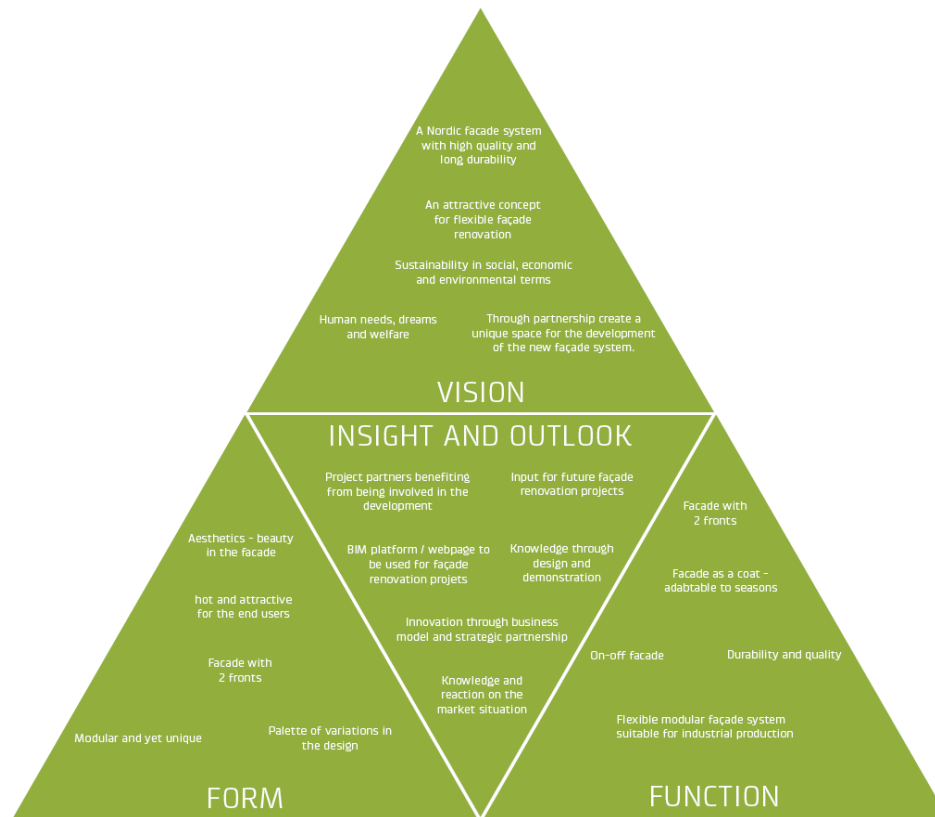 A Nordic facade system
with high quality and
long durability
An attractive concept
for flexible façade
renovation
Sustainability in social, economic
and environmental terms
Human needs, dreams
and welfare
Through partnership create a
unique space for the development
of the new façade system.
VISION
INSIGHT AND OUTLOOK
Project partners benefiting
from being involved in the
development
Input for future façade
renovation projects
BIM platform / webpage to
be used for façade
renovation projets
Knowledge through
design and
demonstration
Innovation through business
model and strategic partnership
Knowledge and
reaction on the
market situation
Aesthetics - beauty
in the facade
hot and attractive
for the end users
Facade with
2 fronts
Modular and yet unique
Palette of variations in
the design
FORM
Facade with
2 fronts
Facade as a coat -
adabtable to seasons
On-off facade
Durability and quality
Flexible modular façade system
suitable for industrial production
FUNCTION